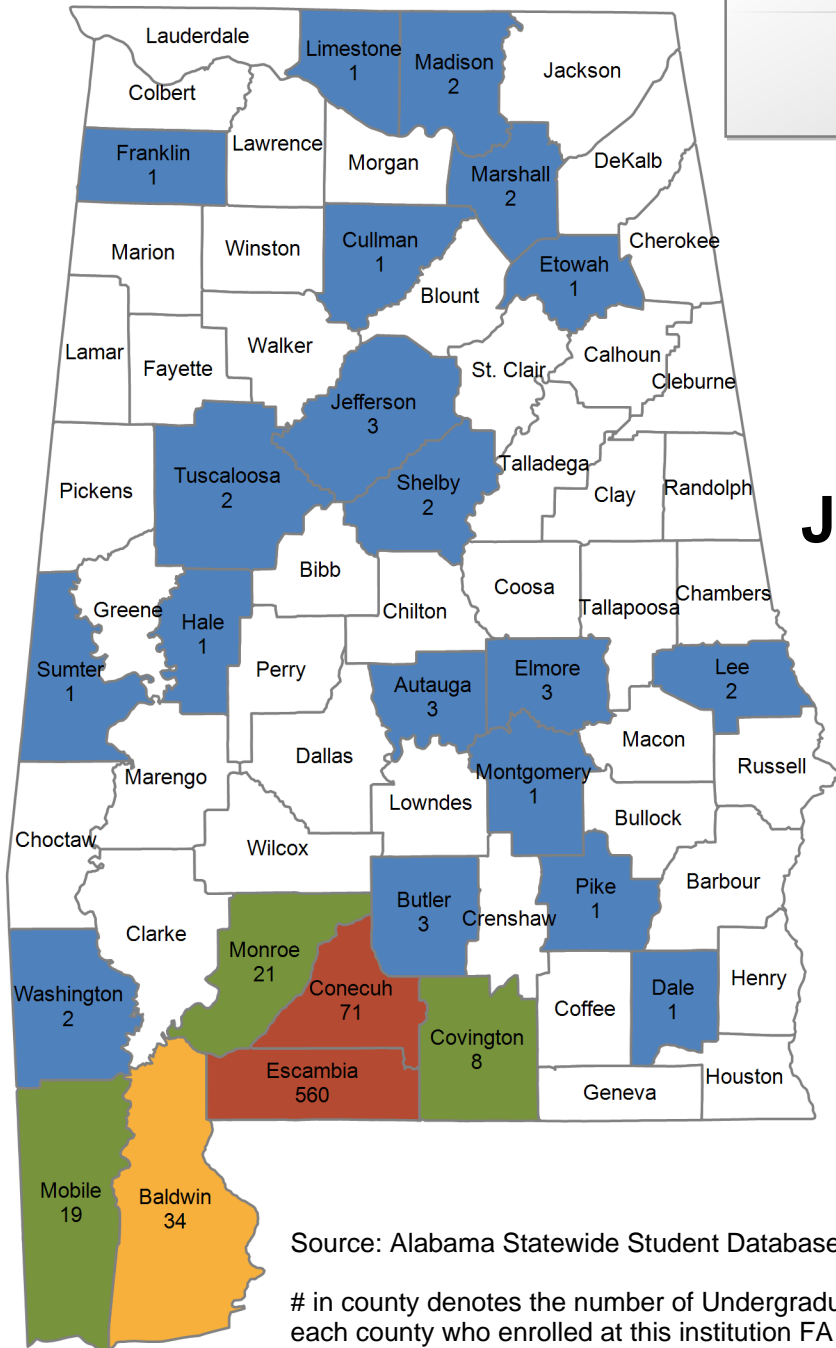 Lauderdale
Limestone
1
Madison
2
Jackson
Colbert
Franklin
1
Lawrence
Morgan
Marshall
2
DeKalb
Marion
Winston
Cullman
1
Blount
Etowah
1
Cherokee
Lamar
Fayette
Walker
St. Clair
Calhoun
Cleburne
Jefferson
3
Pickens
Tuscaloosa
2
Shelby
2
Talladega
Clay
Randolph
J
Bibb
Greene
Hale
1
Chilton
Coosa
Tallapoosa
Chambers
Sumter
1
Perry
Autauga
3
Elmore
3
Lee
2
Marengo
Dallas
Montgomery
1
Macon
Russell
Choctaw
Wilcox
Lowndes
Bullock
Clarke
Monroe
21
Butler
3
Crenshaw
Pike
1
Barbour
Washington
2
Conecuh
71
Covington
8
Coffee
Dale
1
Henry
Escambia
560
Geneva
Houston
Mobile
19
Baldwin
34
Source: Alabama Statewide Student Database
# in county denotes the number of Undergradu
each county who enrolled at this institution FA